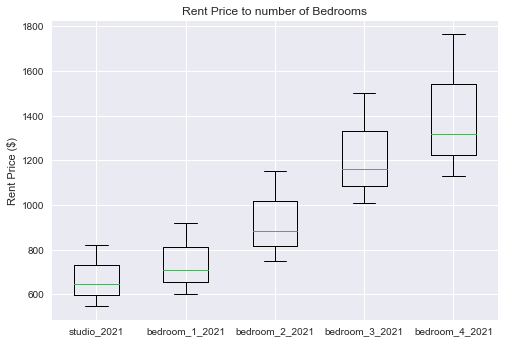 Rent Price to number of Bedrooms
1800
1600
1400
1200
1000
800
600
Rent Price ($)
studio_2021
bedroom_1_2021
bedroom_2_2021
bedroom_3_2021
bedroom_4_2021